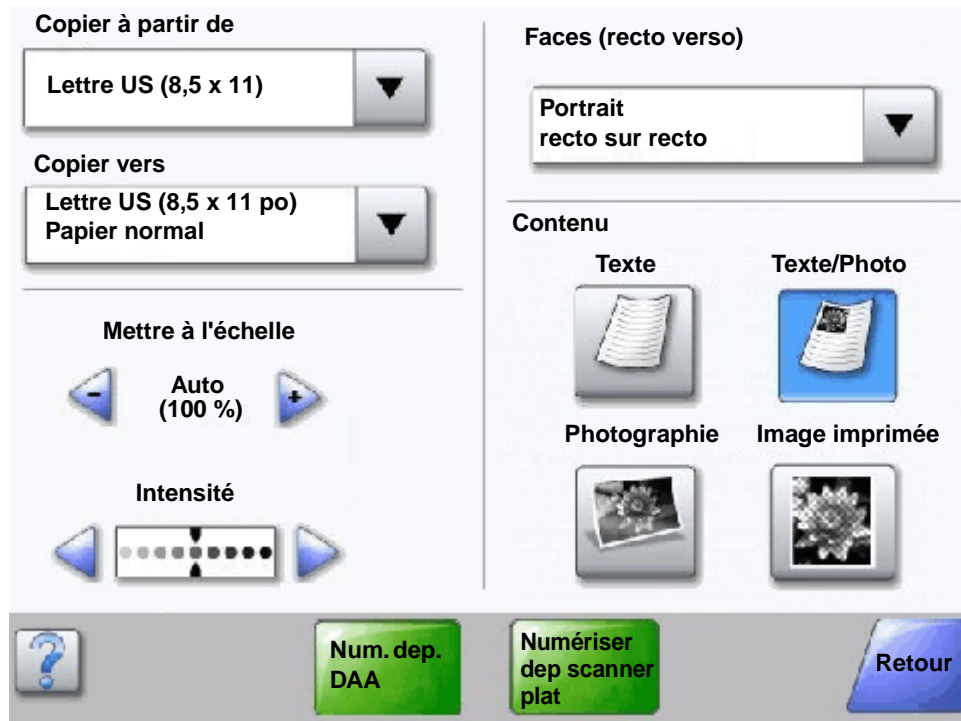 Copier à partir de
Lettre US (8,5 x 11)
Copier vers
Lettre US (8,5 x 11 po)
Papier normal
Mettre à l'échelle
Auto
(100 %)
Intensité
Faces (recto verso)
Portrait
recto sur recto
Contenu
Texte
Texte/Photo
Photographie
Image imprimée
Num. dep.
DAA
Numériser
dep scanner
plat
Retour